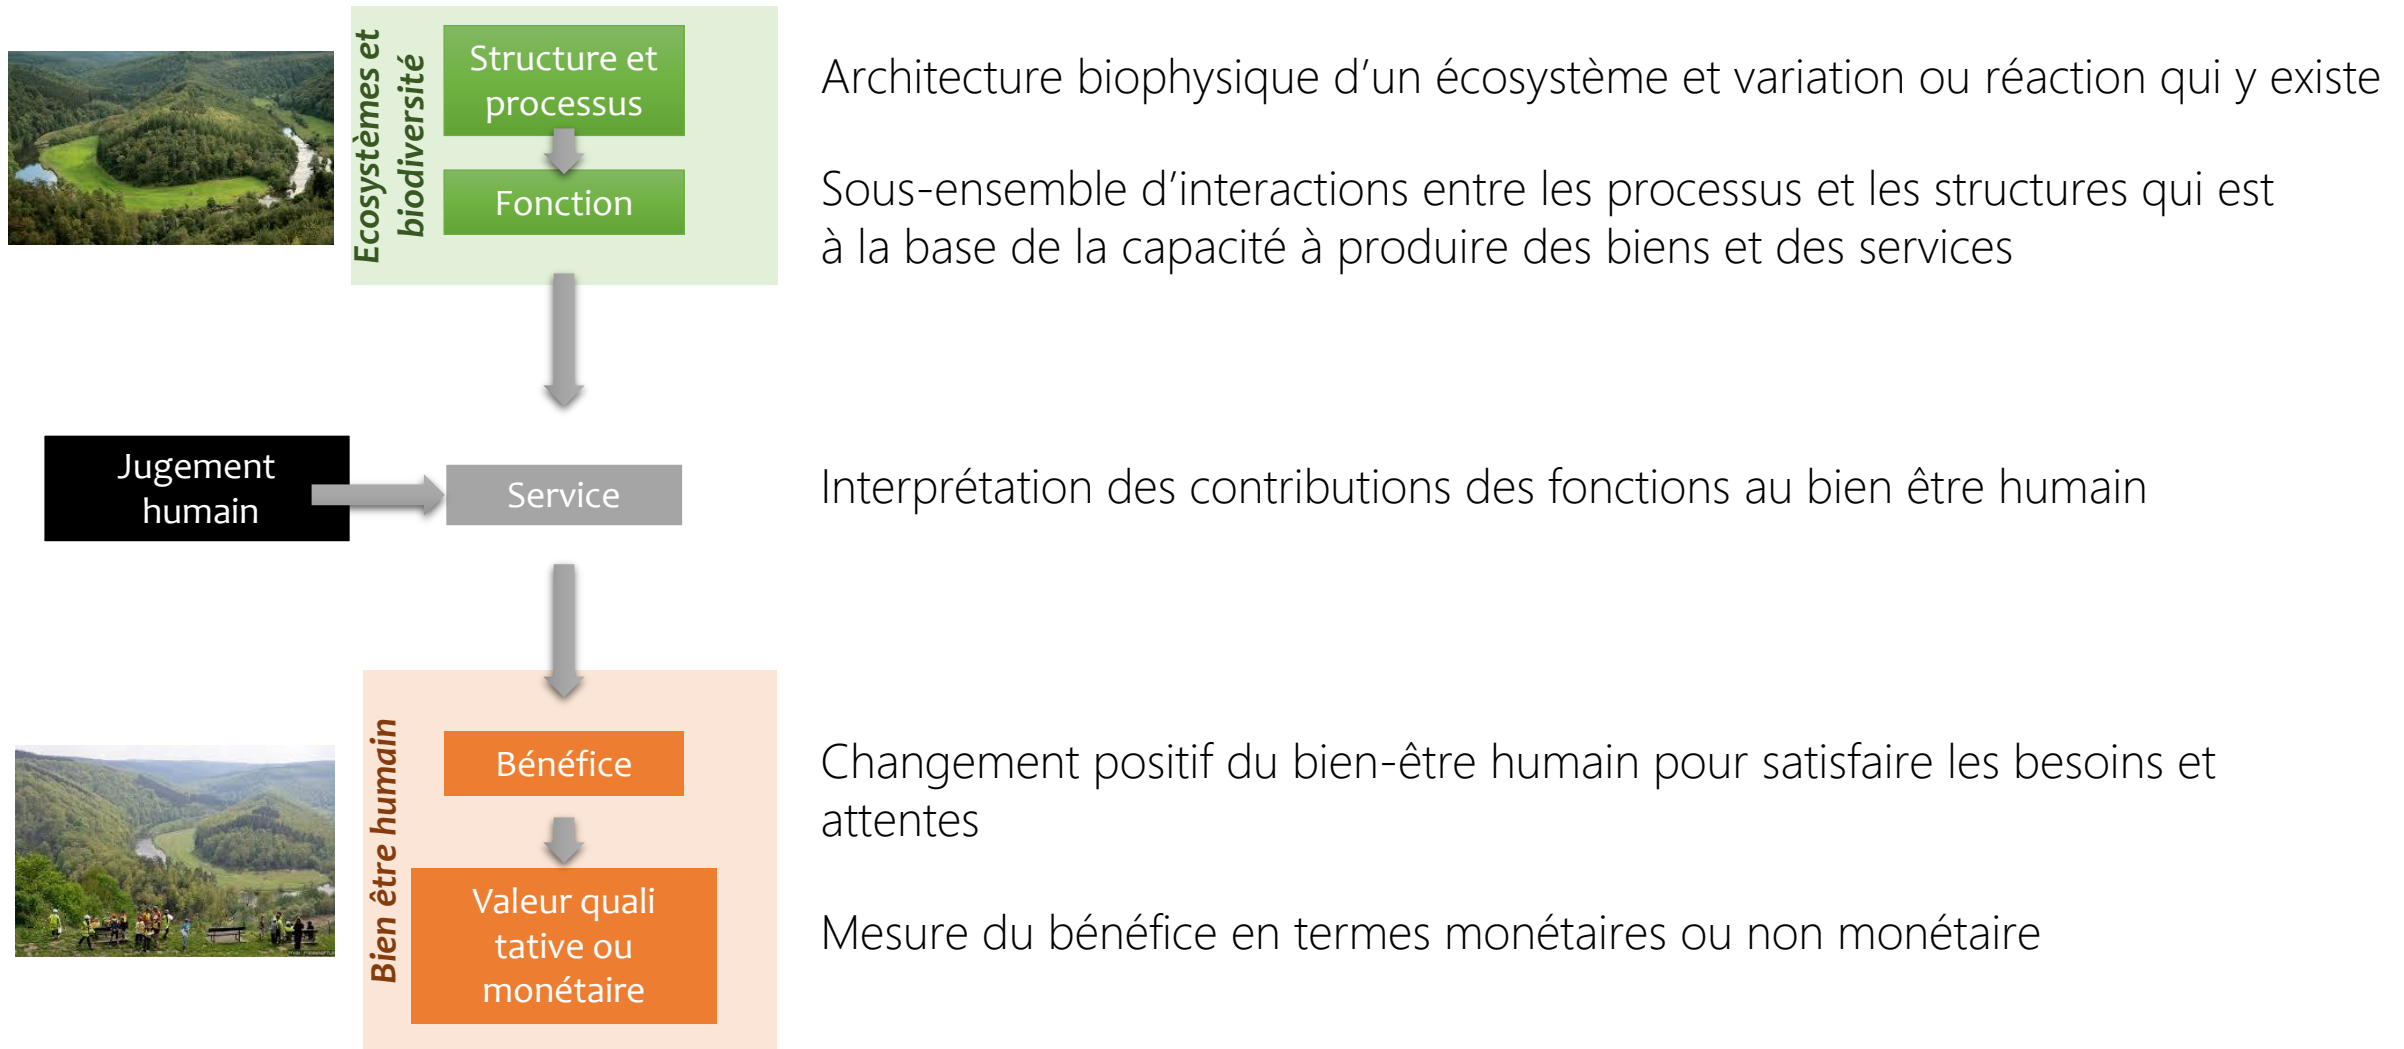 Ecosystèmes et
biodiversité
Structure et
processus
Architecture biophysique d’un écosystème et variation ou réaction qui y existe
Fonction
Sous-ensemble d’interactions entre les processus et les structures qui est
à la base de la capacité à produire des biens et des services
Jugement
humain
Service
Interprétation des contributions des fonctions au bien être humain
Bien être humain
Bénéfice
Changement positif du bien-être humain pour satisfaire les besoins et
attentes
Valeur quali
tative ou
monétaire
Mesure du bénéfice en termes monétaires ou non monétaire